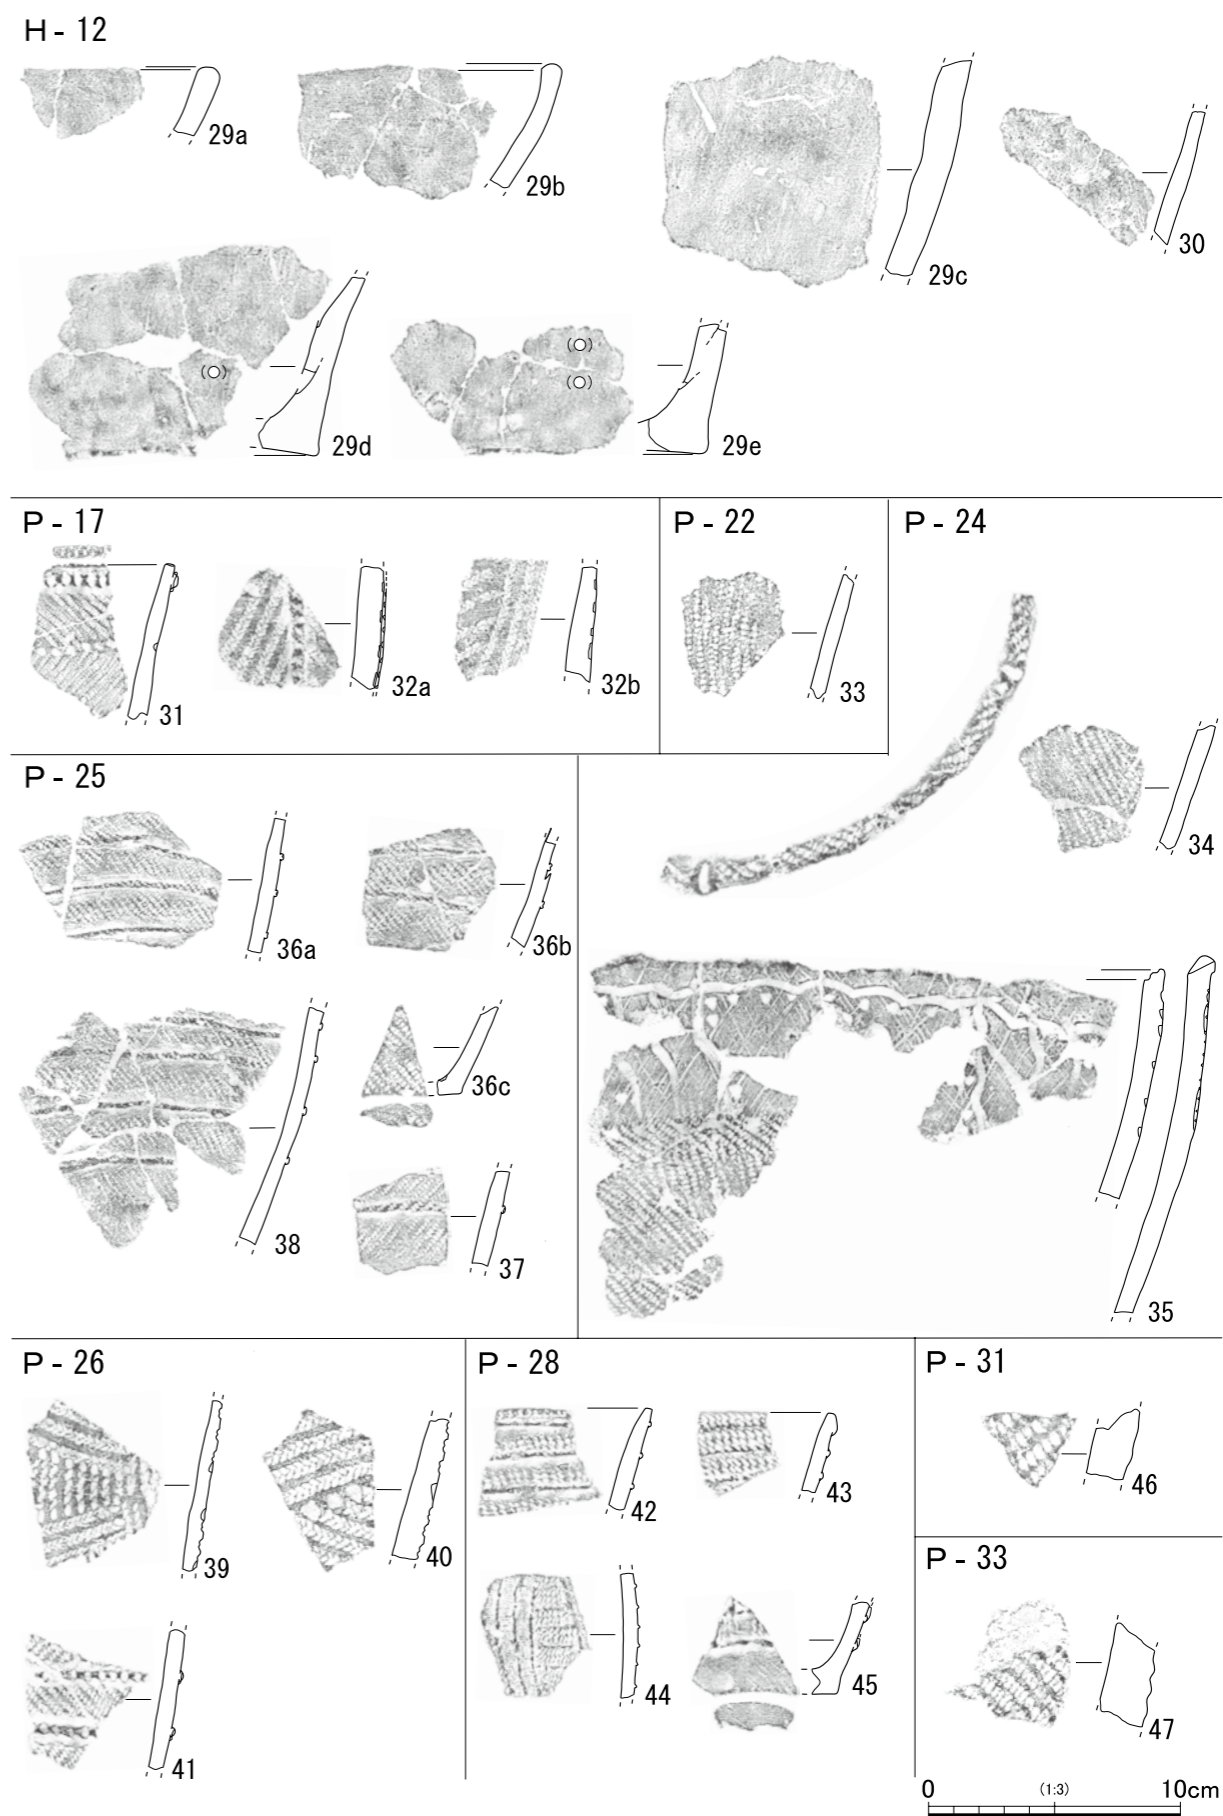 H - 12
29a
29b
29c
30
29d
29e
P - 17
31
32a
32b
P - 22
33
P - 24
34
35
P - 25
36a
36b
36c
38
37
P - 26
39
40
41
P - 28
42
43
44
45
P - 31
46
P - 33
47
0 (1:3) 10cm